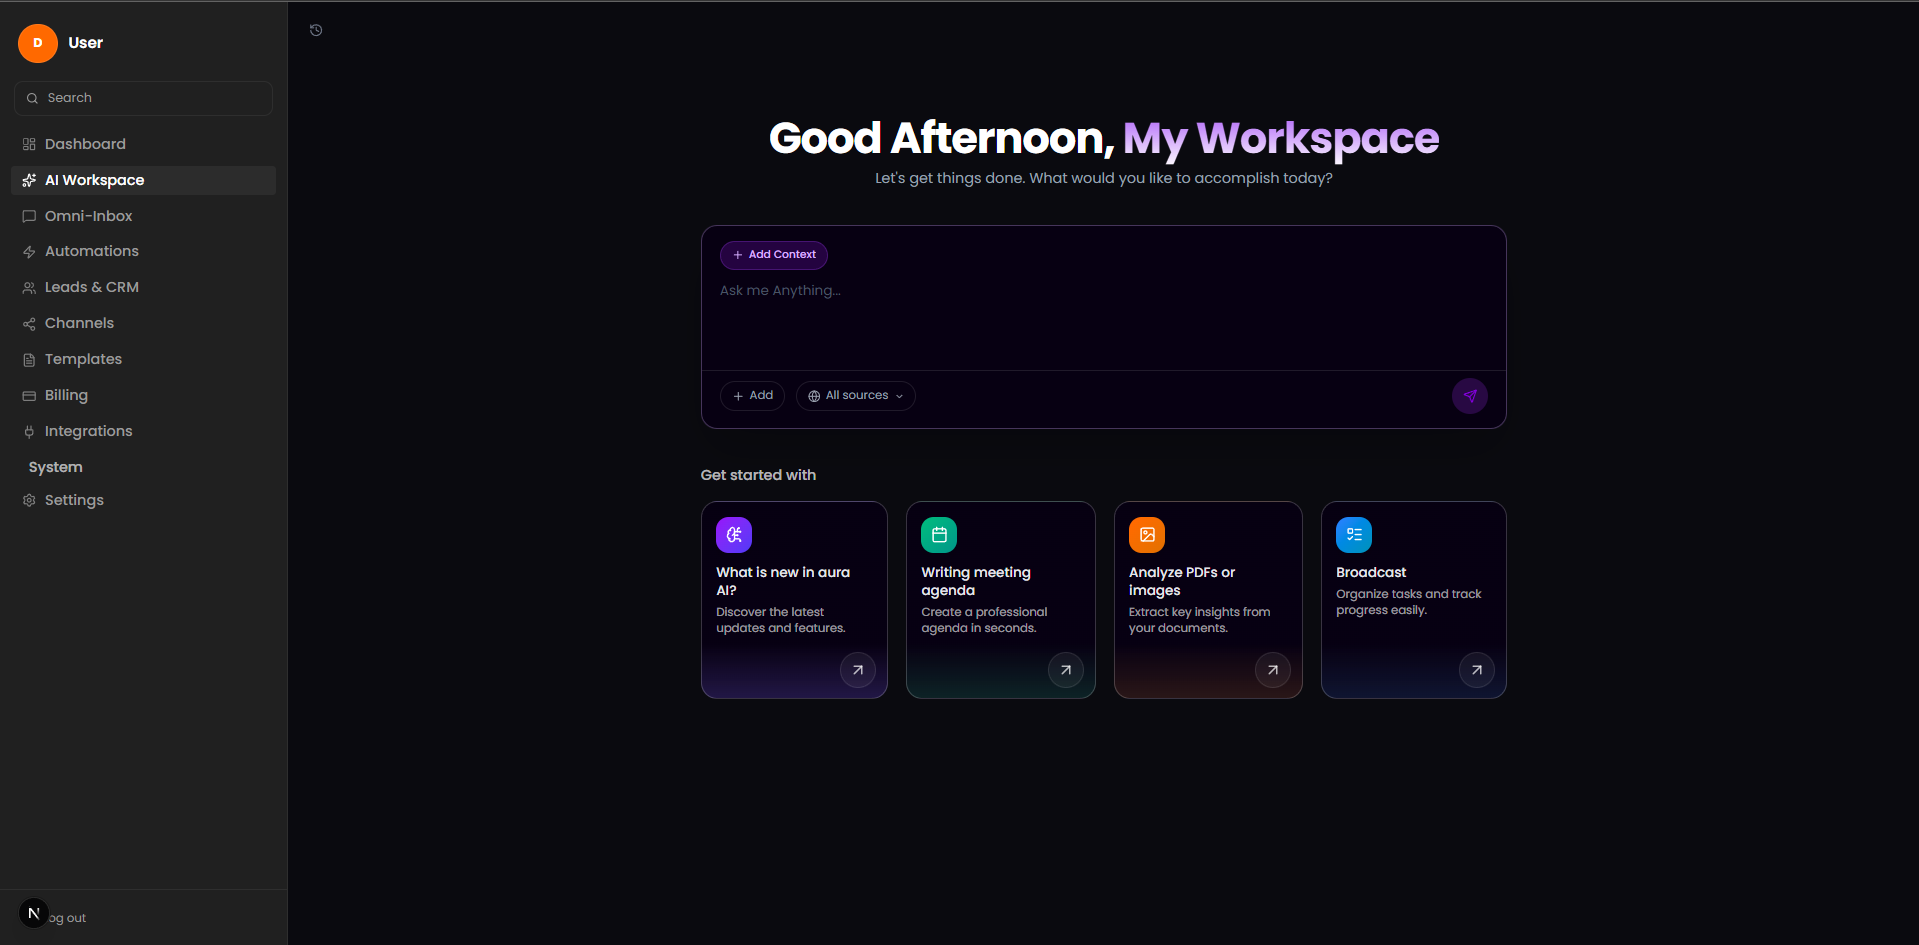 D
User
Search
Dashboard
AI Workspace
Omni-Inbox
Automations
Leads & CRM
Channels
Templates
Billing
Integrations
System
Settings
N
og out
Good Afternoon, My Workspace
Let's get things done. What would you like to accomplish today?
+ Add Context
Ask me Anything...
+ Add
All sources
Get started with
What is new in aura
AI?
Discover the latest
updates and features.
Writing meeting
agenda
Create a professional
agenda in seconds.
Analyze PDFs or
images
Extract key insights from
your documents.
Broadcast
Organize tasks and track
progress easily.